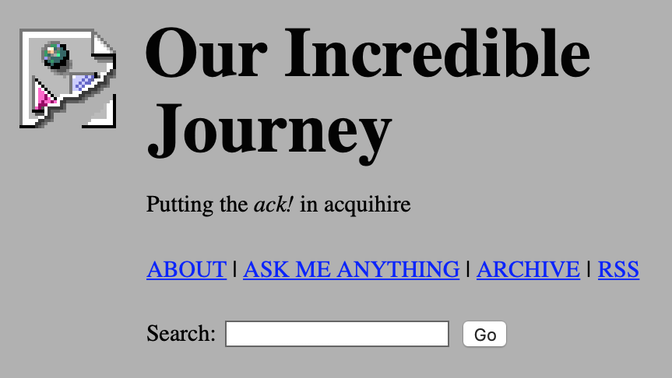 Our Incredible
Journey
Putting the ack! in acquihire
ABOUT | ASK ME ANYTHING | ARCHIVE | RSS
Search: Go